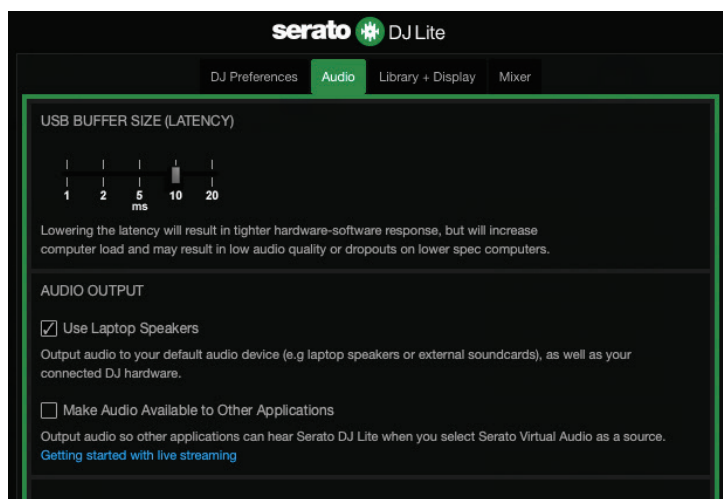 serato DJ Lite
DJ Preferences Audio Library + Display Mixer
USB BUFFER SIZE (LATENCY)
1 2 5 10 20
ms
Lowering the latency will result in tighter hardware-software response, but will increase
computer load and may result in low audio quality or dropouts on lower spec computers.
AUDIO OUTPUT
Use Laptop Speakers
Output audio to your default audio device (e.g laptop speakers or external soundcards), as well as your
connected DJ hardware.
Make Audio Available to Other Applications
Output audio so other applications can hear Serato DJ Lite when you select Serato Virtual Audio as a source.
Getting started with live streaming